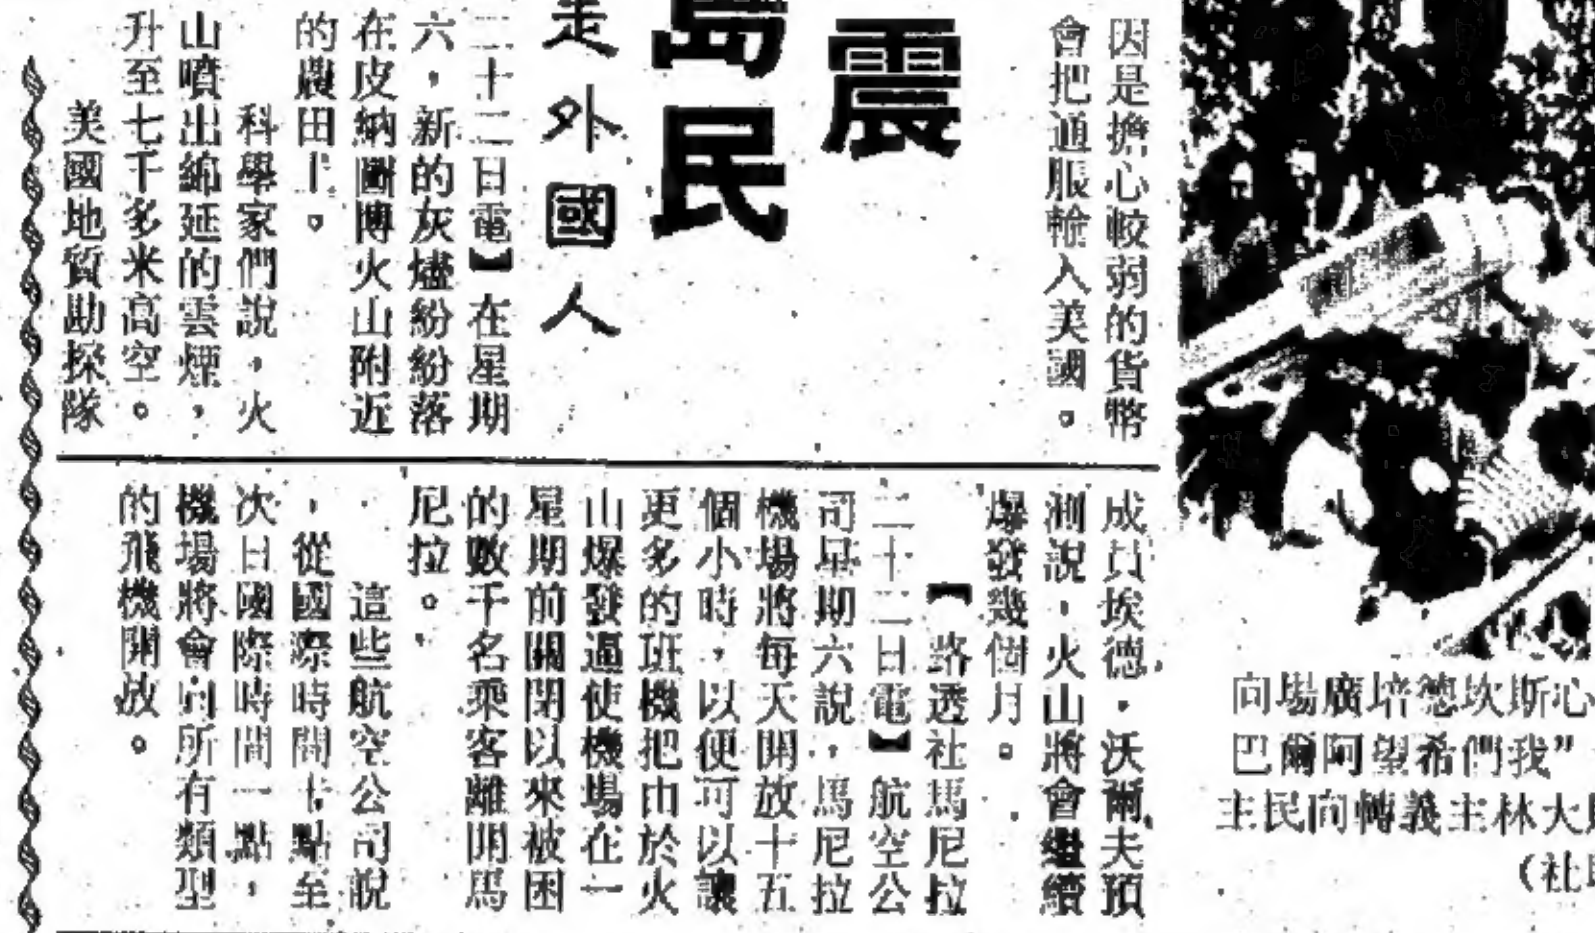 因是擔心較弱的貨幣
會把通脹輸入美國。
震
島民
走外國人
二十二日電】在星期
六，新的灰燼紛紛落
在皮納圖博火山附近
的農田上。
科學家們說，火
山噴出綿延的雲煙，
升至七千多米高空。
美國地質勘探隊
成員埃德·沃爾夫預
測說，火山將會繼續
爆發幾個月。
【路透社馬尼拉
二十二日電】航空公
司星期六說，馬尼拉
機場將每天開放十五
個小時，以便可以讓
更多的班機把由於火
山爆發逼使機場在一
星期前關閉以來被困
的數千名乘客離開馬
尼拉。
這些航空公司說
，從國際時間十點至
次日國際時間一點，
機場將會向所有類型
的飛機開放。
向場廣培德坎斯心
巴爾阿望希們我”
主民向轉義主林大
（社